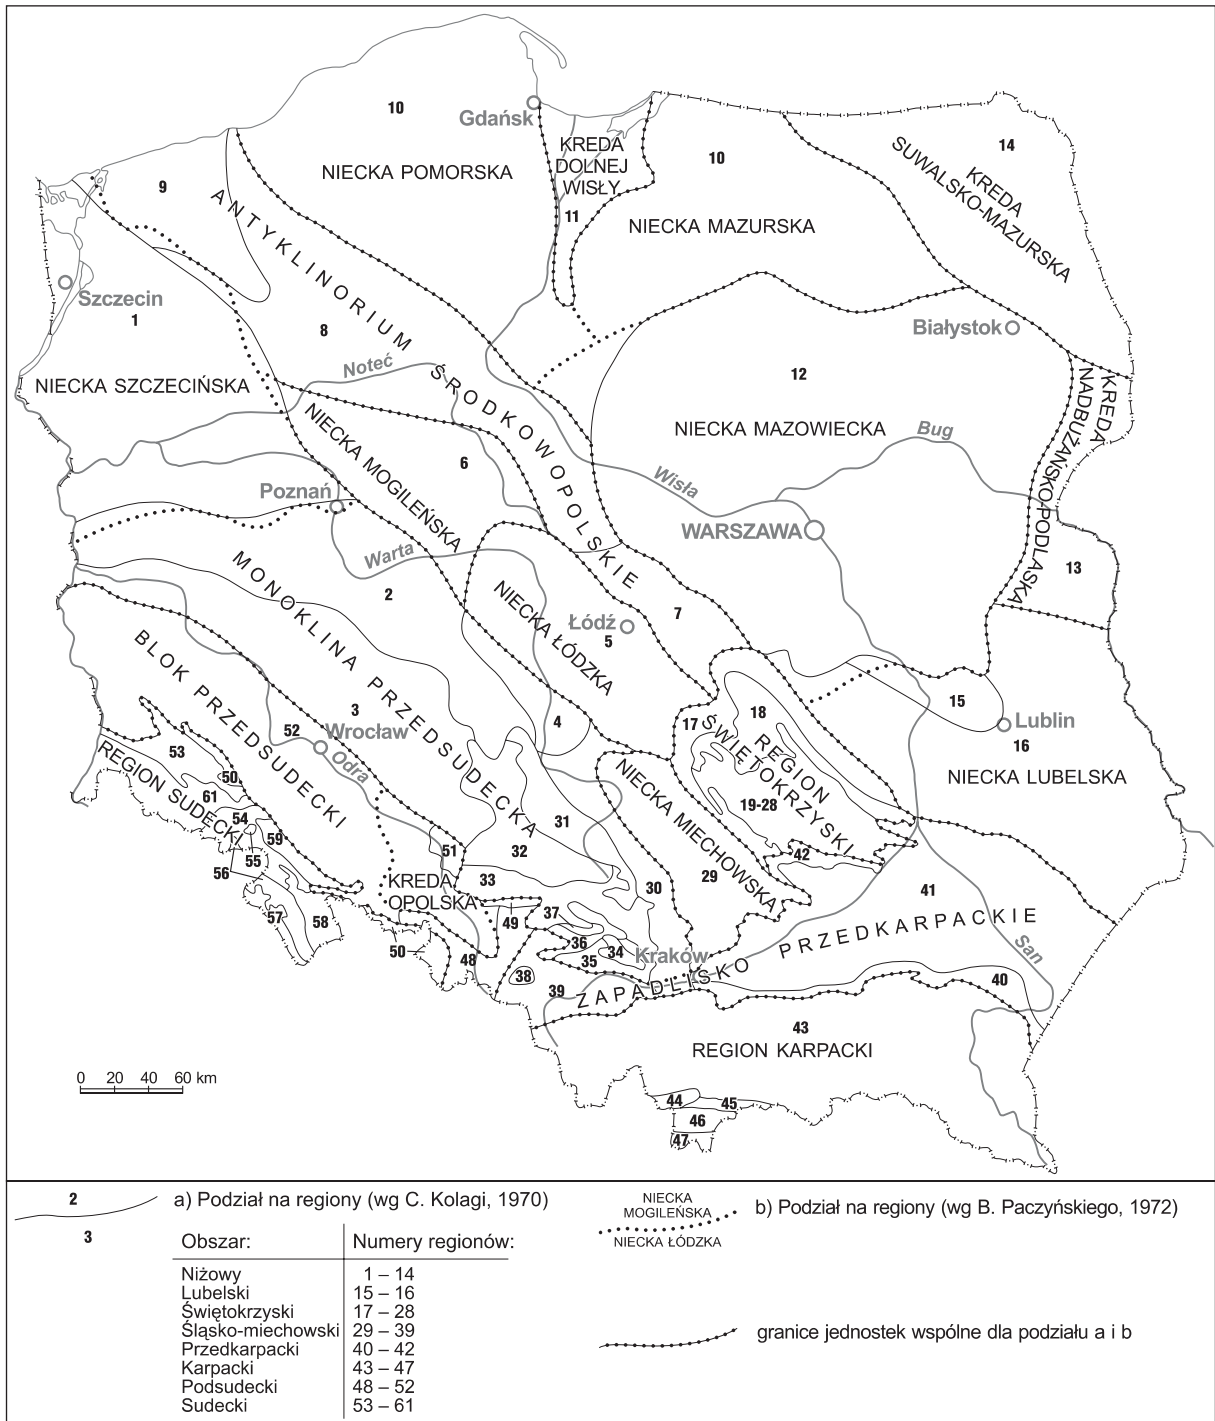 10
Gdańsk
KREDA
DOLNEJ
WISŁY
11
10
14
KREDA
SUWALSKO-MAZURSKA
NIECKA POMORSKA
NIECKA MAZURSKA
9
ANTYKLINORIUM ŚRODKOWOPOLSKIE
Szczecin
1
8
Białystok
Noteć
12
NIECKA SZCZECIŃSKA
NIECKA MOGILEŃSKA
6
NIECKA MAZOWIECKA
Bug
KREDA
NADBUŻAŃSKO-PODLASKA
Wisła
Poznań
WARSZAWA
Warta
13
MONOKLINA PRZEDSUDECKA
2
NIECKA ŁÓDZKA
Łódź
5
7
BLOK PRZEDSUDECKI
3
4
17
18
15
Lublin
16
52
Wrocław
Odra
53
REGION SUDECKI
50
61
54
59
55
56
57
58
REGION
ŚWIĘTOKRZYSKI
19-28
NIECKA LUBELSKA
NIECKA MIECHOWSKA
31
32
51
33
42
KREDA
OPOLSKA
30
29
41
49
37
36
34
35
Kraków
50
48
38
39
ZAPADLISKO PRZEDKARPACKIE
San
40
43
REGION KARPACKI
0 20 40 60 km
44
45
46
47
2
3
a) Podział na regiony (wg C. Kolagi, 1970)
Obszar: Numery regionów:
Niżowy 1 – 14
Lubelski 15 – 16
Świętokrzyski 17 – 28
Śląsko-miechowski 29 – 39
Przedkarpacki 40 – 42
Karpacki 43 – 47
Podsudecki 48 – 52
Sudecki 53 – 61
NIECKA
MOGILEŃSKA
NIECKA ŁÓDZKA
b) Podział na regiony (wg B. Paczyńskiego, 1972)
granice jednostek wspólne dla podziału a i b